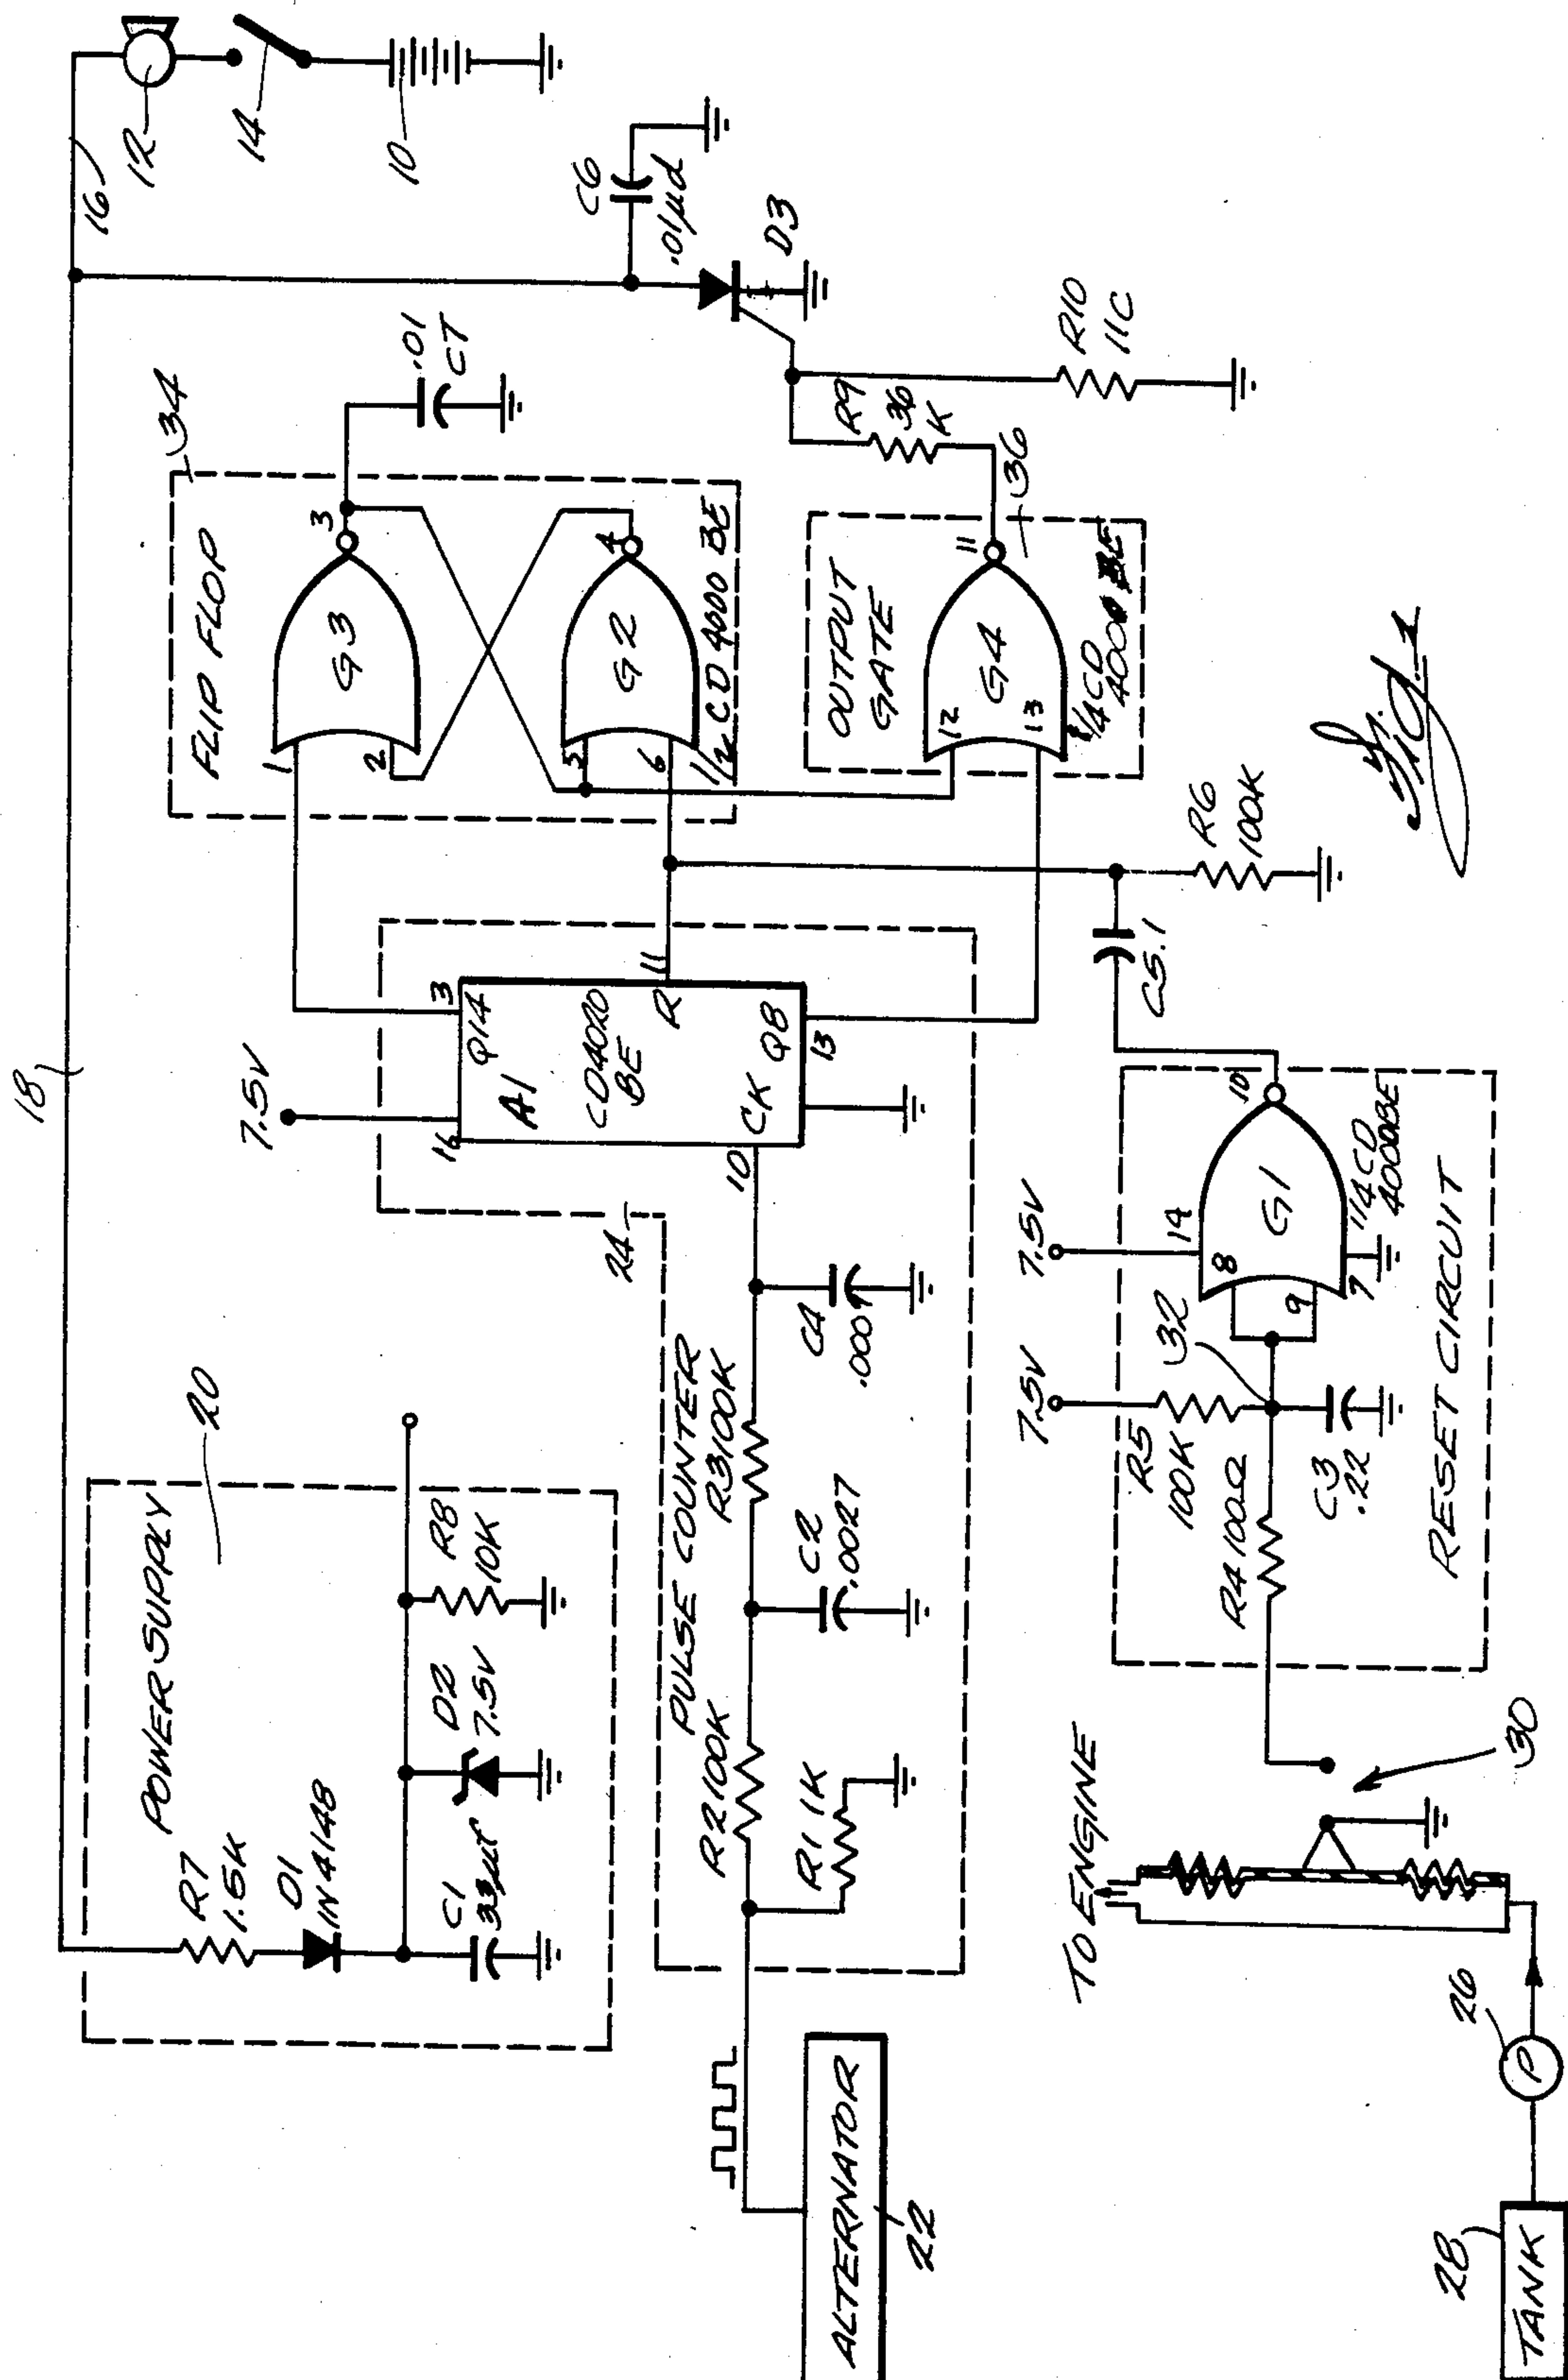 18
16
12
14
10
POWER SUPPLY
20
R7
1.5K
D1
IN4148
C1
33µf
D2
7.5V
R8
10K
FLIP FLOP
34
1
2
G3
3
.01
C7
5
6
G2
4
1/2 CD 4000 BE
C6
.01µd
D3
7.5V
16
A1
Q14
3
CD4020
BE
R
11
CK
10
Q8
13
24
PULSE COUNTER
R2 100K
R1 1K
C2
.0027
R3 100K
C4
OUTPUT
GATE
12
13
G4
11
1/4 CD
36
R9
36
K
R10
R6
100K
C5 .1
ALTERNATOR
22
TO ENGINE
30
26
P
28
TANK
RESET CIRCUIT
R4 100Ω
7.5V
R5
100K
32
C3
.22
7.5V
14
8
9
7
G1
10
1/4 CD
4000BE
Fig. 1